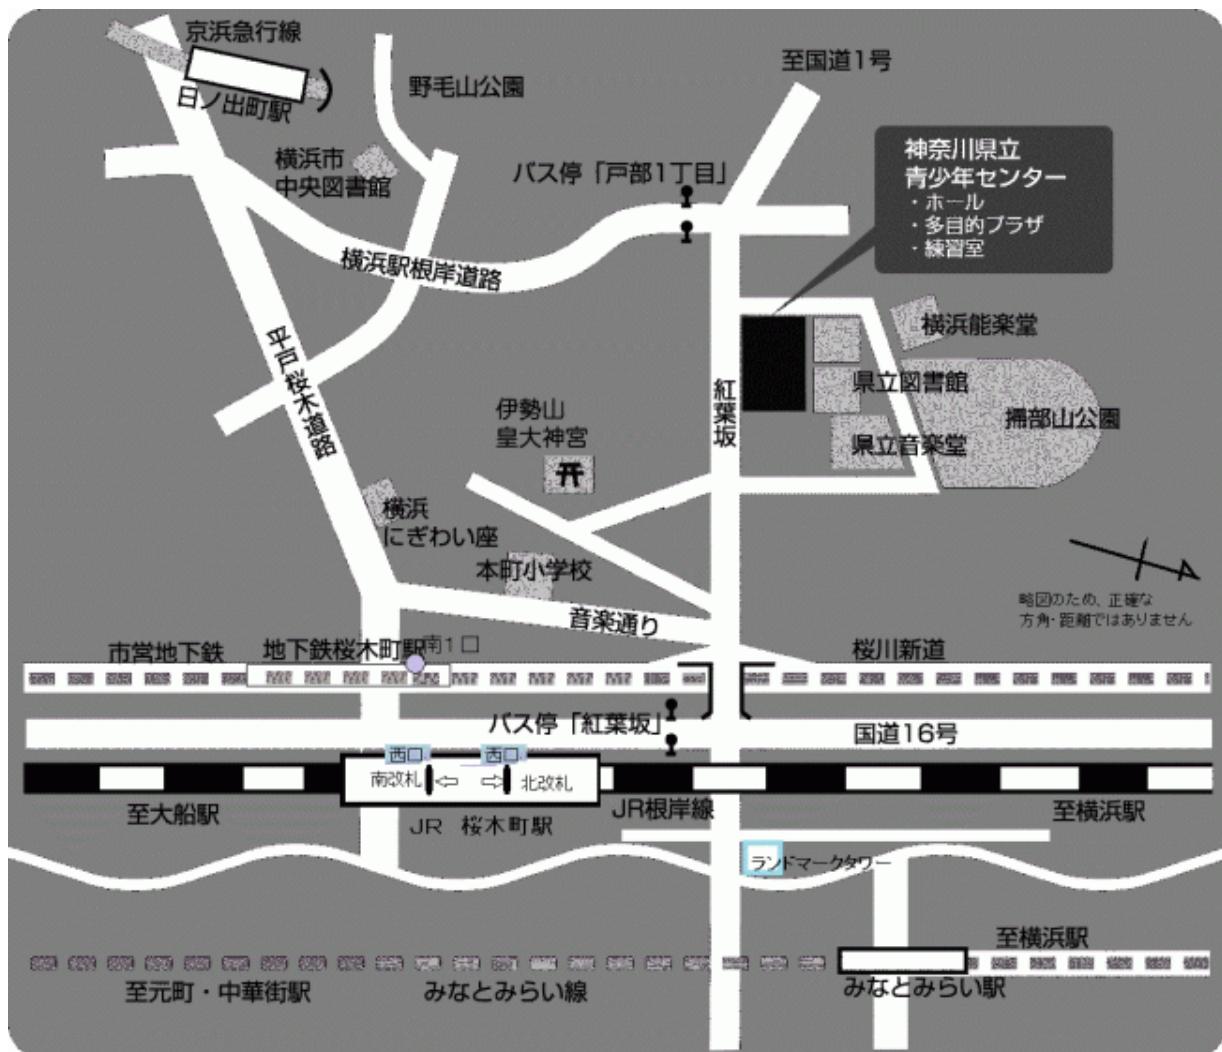 京浜急行線
日ノ出町駅
野毛山公園
至国道1号
横浜市
中央図書館
バス停「戸部1丁目」
神奈川県立
青少年センター
・ホール
・多目的プラザ
・練習室
横浜駅根岸道路
平戸桜木道路
横浜能楽堂
県立図書館
紅葉坂
掃部山公園
伊勢山
皇大神宮
県立音楽堂
横浜
にぎわい座
本町小学校
略図のため、正確な
方角・距離ではありません
音楽通り
市営地下鉄
地下鉄桜木町駅
南1口
桜川新道
バス停「紅葉坂」
国道16号
西口
西口
南改札
⇦
⇨
北改札
至大船駅
JR 桜木町駅
JR根岸線
至横浜駅
ランドマークタワー
至横浜駅
至元町・中華街駅
みなとみらい線
みなとみらい駅